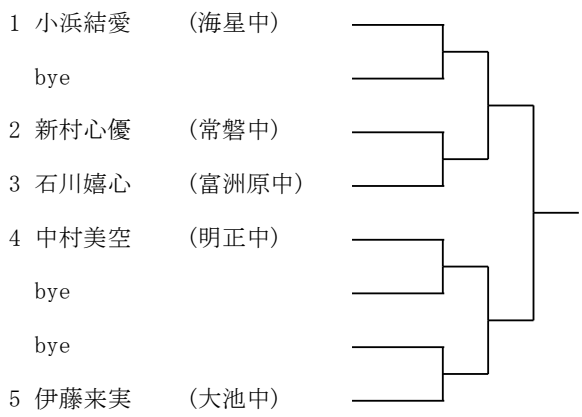 1 小浜結愛 (海星中)
bye
2 新村心優 (常磐中)
3 石川嬉心 (富洲原中)
4 中村美空 (明正中)
bye
bye
5 伊藤来実 (大池中)